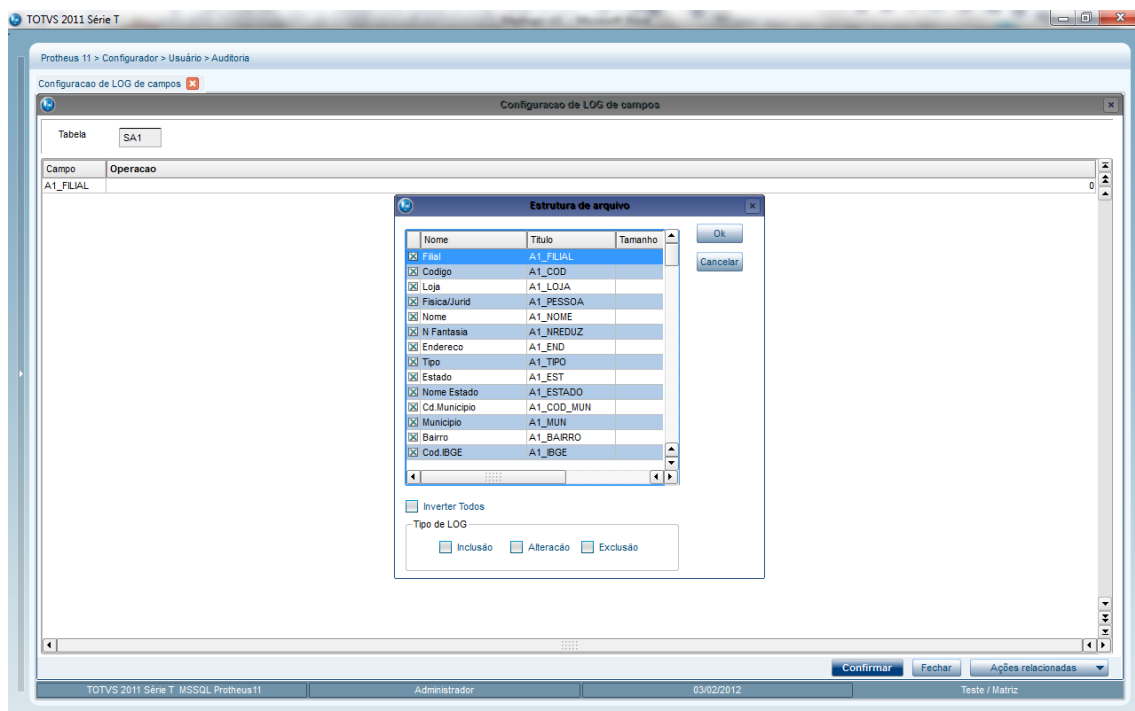 TOTVS 2011 Série T
Protheus 11 > Configurador > Usuário > Auditoria
Configuracao de LOG de campos
Configuracao de LOG de campos
Tabela SA1
Campo Operacao
A1_FILIAL 0
Estrutura de arquivo
Ok
Cancelar
Nome Título Tamanho
Filial A1_FILIAL
Codigo A1_COD
Loja A1_LOJA
Fisica/Jurid A1_PESSOA
Nome A1_NOME
N Fantasia A1_NREDUZ
Endereco A1_END
Tipo A1_TIPO
Estado A1_EST
Nome Estado A1_ESTADO
Cd.Municipio A1_COD_MUN
Municipio A1_MUN
Bairro A1_BAIRRO
Cod.IBGE A1_IBGE
Inverter Todos
Tipo de LOG
Inclusão Alteracão Exclusão
Confirmar Fechar Ações relacionadas
TOTVS 2011 Série T MSSQL Protheus11 Administrador 03/02/2012 Teste / Matriz